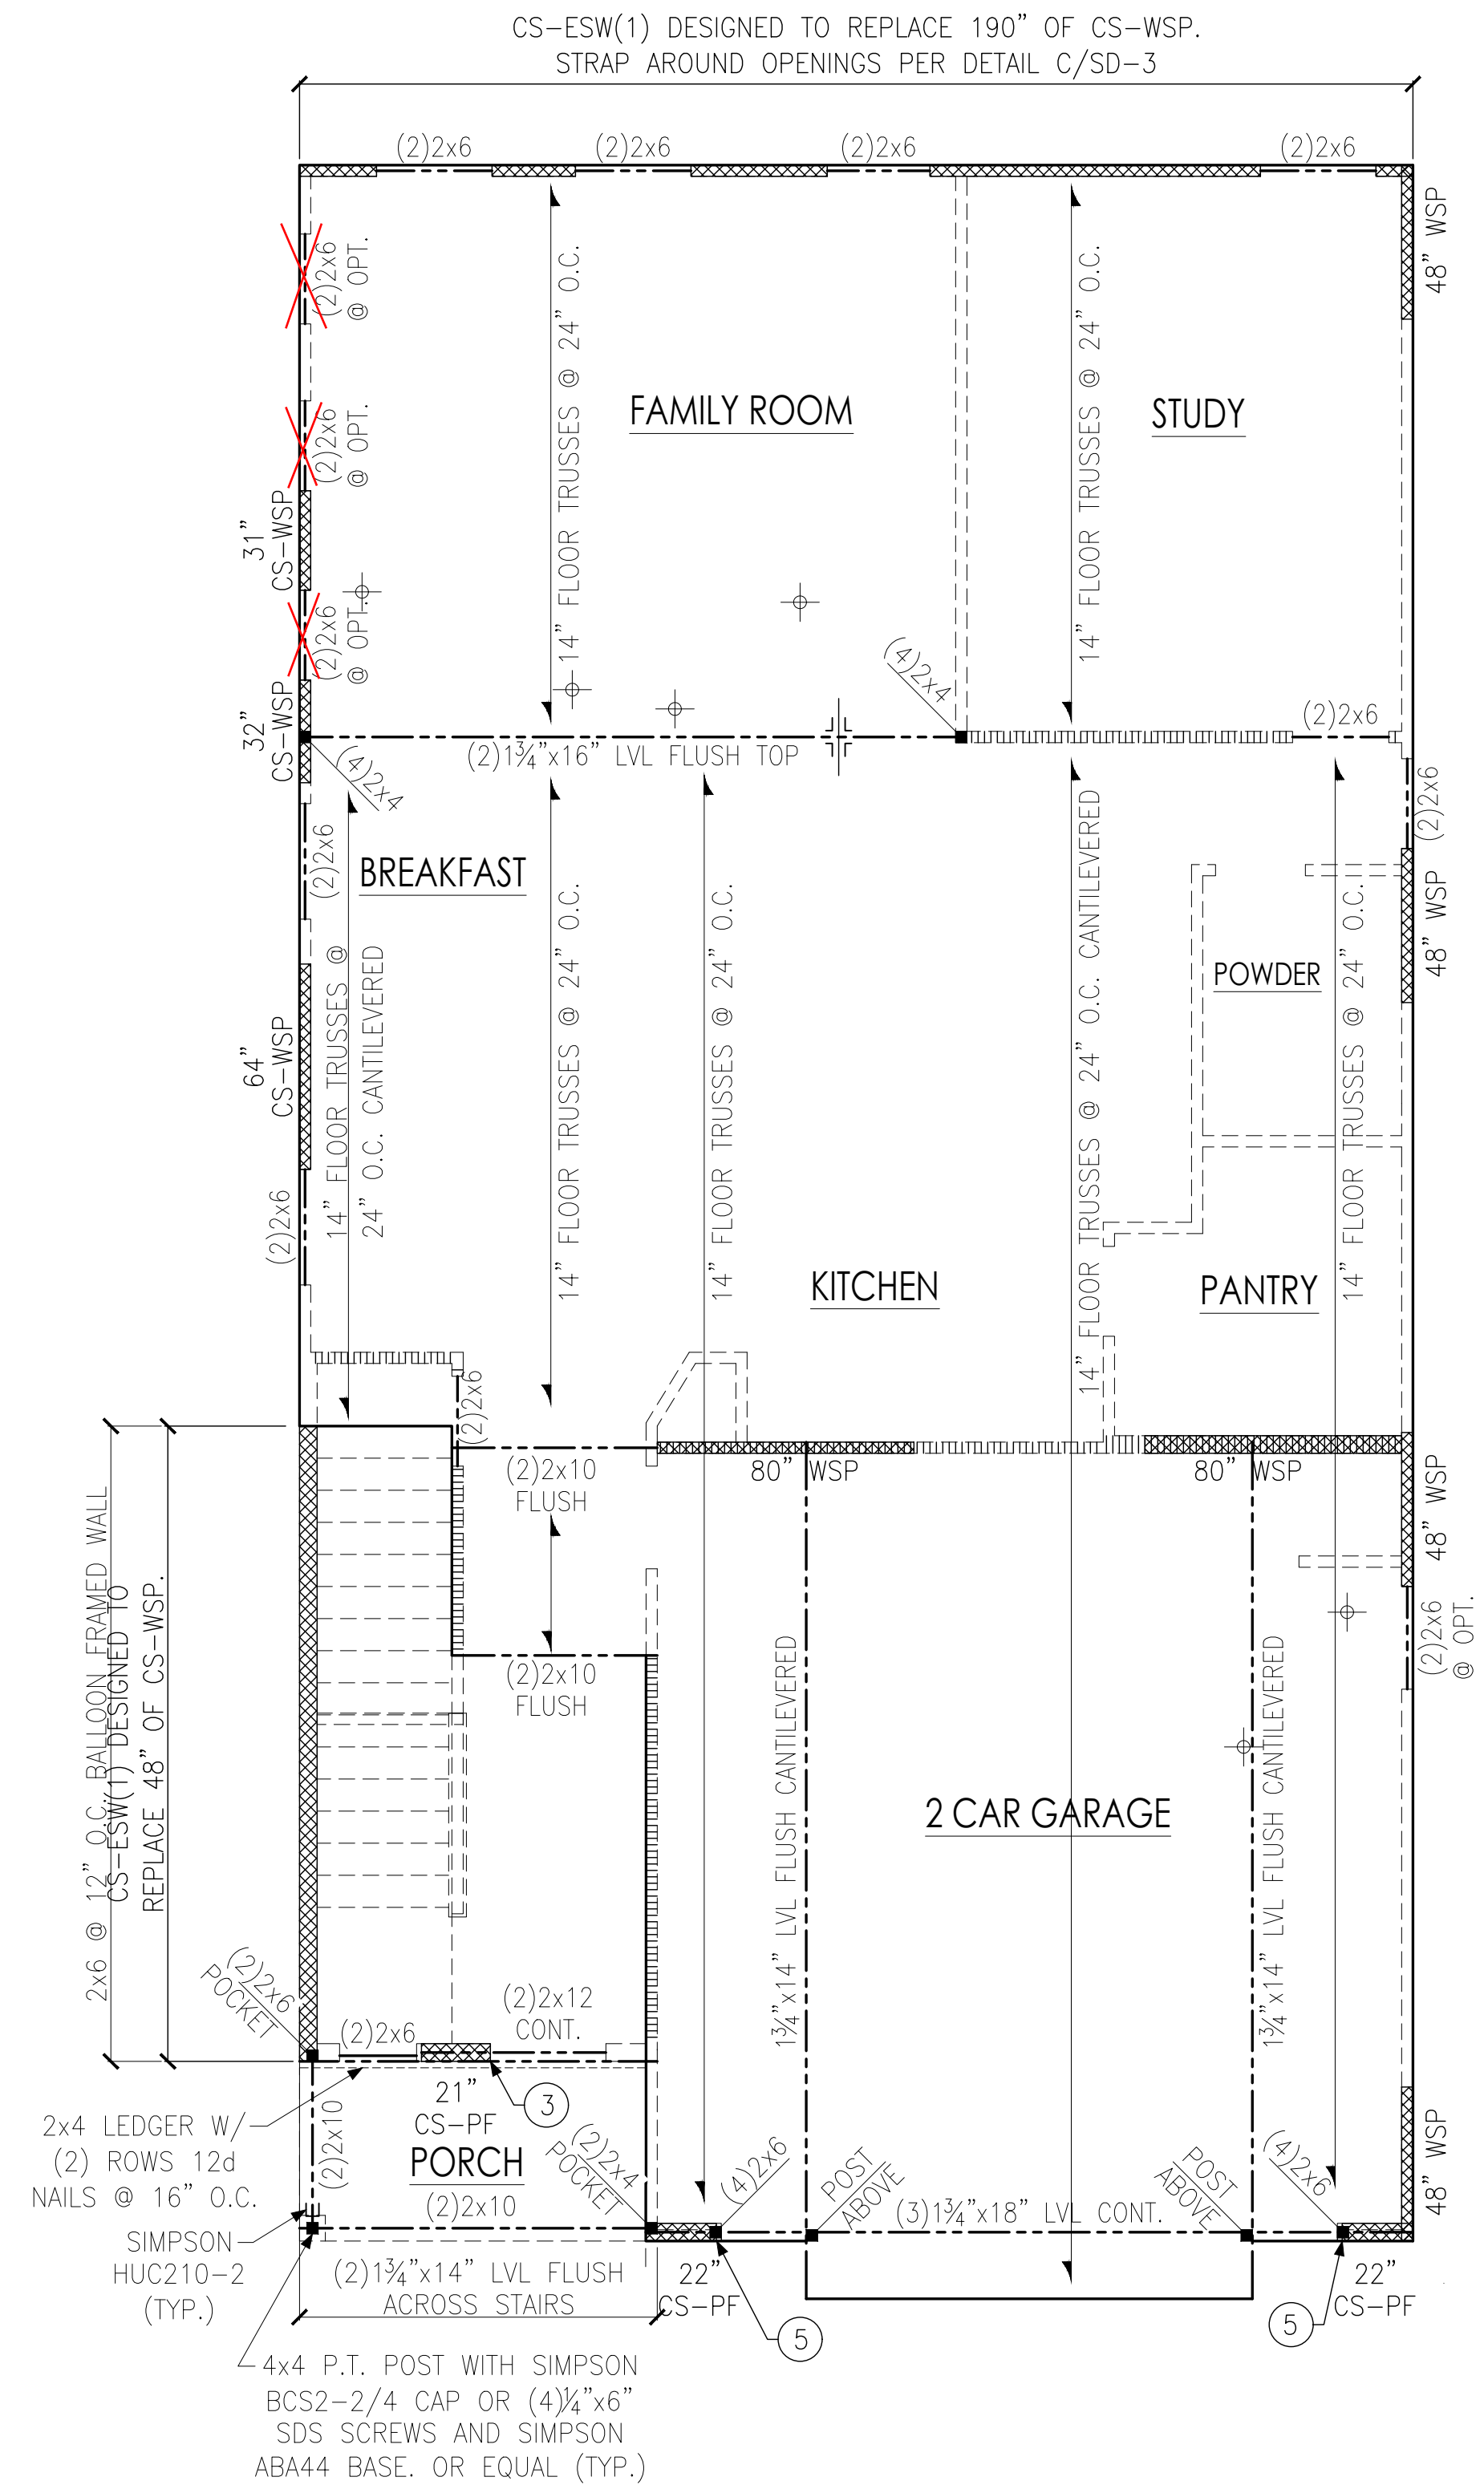 CS-ESW(1) DESIGNED TO REPLACE 190" OF CS-WSP.
STRAP AROUND OPENINGS PER DETAIL C/SD-3
(2)2x6
(2)2x6
(2)2x6
(2)2x6
48" WSP
(2)2x6
@ OPT.
14" FLOOR TRUSSES @ 24" O.C.
14" FLOOR TRUSSES @ 24" O.C.
FAMILY ROOM
STUDY
(2)2x6
@ OPT.
31"
CS-WSP
(2)2x6
@ OPT.
(4)2x4
32"
CS-WSP
(2)2x6
(2)1¾"x16" LVL FLUSH TOP
(4)2x4
(2)2x6
(2)2x6
BREAKFAST
48" WSP
POWDER
14" FLOOR TRUSSES @
24" O.C. CANTILEVERED
14" FLOOR TRUSSES @ 24" O.C.
14" FLOOR TRUSSES @ 24" O.C.
14" FLOOR TRUSSES @ 24" O.C. CANTILEVERED
14" FLOOR TRUSSES @ 24" O.C.
64"
CS-WSP
(2)2x6
KITCHEN
PANTRY
(2)2x6
(2)2x10
FLUSH
80" WSP
80" WSP
48" WSP
2x6 @ 12" O.C. BALLOON FRAMED WALL
CS-ESW(1) DESIGNED TO
REPLACE 48" OF CS-WSP.
(2)2x6
@ OPT.
(2)2x10
FLUSH
1¾"x14" LVL FLUSH CANTILEVERED
1¾"x14" LVL FLUSH CANTILEVERED
2 CAR GARAGE
(2)2x6
POCKET
(2)2x6
(2)2x12
CONT.
21"
CS-PF
3
2x4 LEDGER W/
(2) ROWS 12d
NAILS @ 16" O.C.
(2)2x10
PORCH
(2)2x10
(2)2x4
POCKET
(4)2x6
POST
ABOVE
(3)1¾"x18" LVL CONT.
POST
ABOVE
(4)2x6
48" WSP
SIMPSON
HUC210-2
(TYP.)
(2)1¾"x14" LVL FLUSH
ACROSS STAIRS
22"
CS-PF
5
5
22"
CS-PF
4x4 P.T. POST WITH SIMPSON
BCS2-2/4 CAP OR (4)¼"x6"
SDS SCREWS AND SIMPSON
ABA44 BASE. OR EQUAL (TYP.)